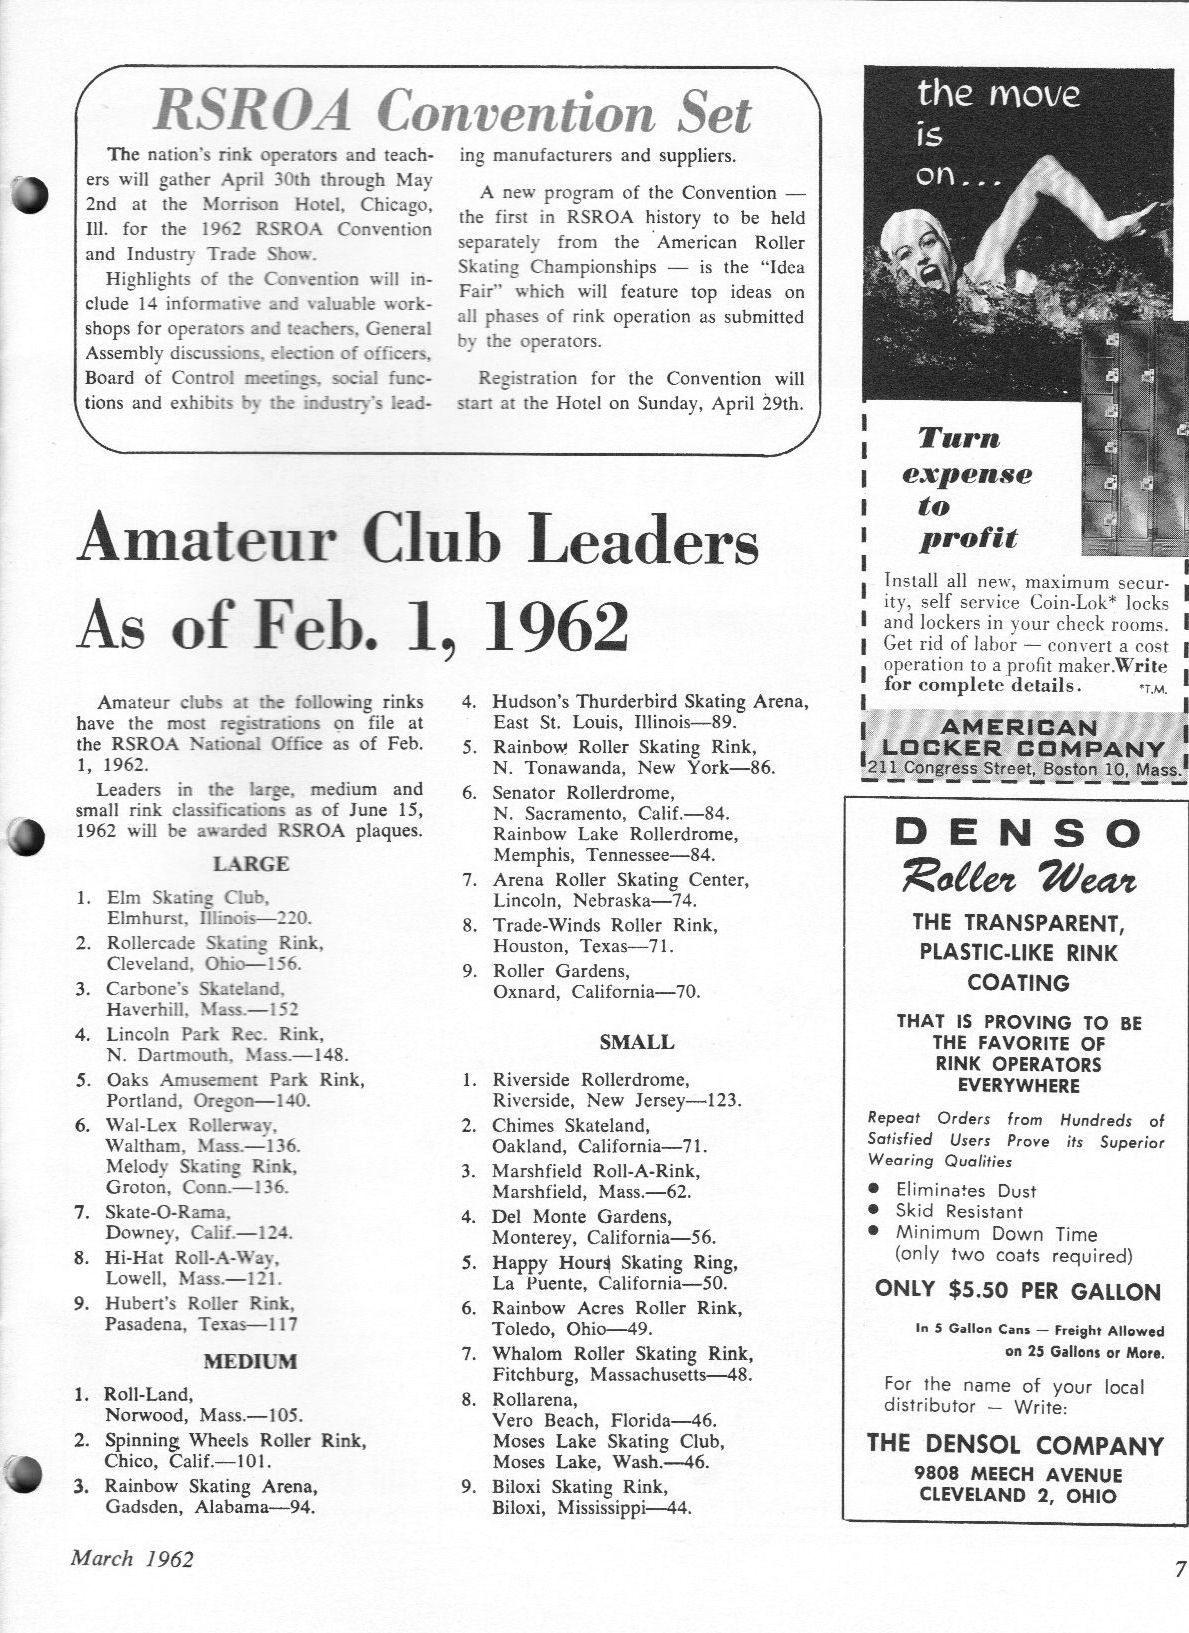 RSROA Convention Set
The nation's rink operators and teach-
ers will gather April 30th through May
2nd at the Morrison Hotel, Chicago,
Ill. for the 1962 RSROA Convention
and Industry Trade Show.
Highlights of the Convention will in-
clude 14 informative and valuable work-
shops for operators and teachers, General
Assembly discussions, election of officers,
Board of Control meetings, social func-
tions and exhibits by the industry's lead-
ing manufacturers and suppliers.
A new program of the Convention —
the first in RSROA history to be held
separately from the American Roller
Skating Championships — is the "Idea
Fair" which will feature top ideas on
all phases of rink operation as submitted
by the operators.
Registration for the Convention will
start at the Hotel on Sunday, April 29th.
Amateur Club Leaders
As of Feb. 1, 1962
Amateur clubs at the following rinks
have the most registrations on file at
the RSROA National Office as of Feb.
1, 1962.
Leaders in the large, medium and
small rink classifications as of June 15,
1962 will be awarded RSROA plaques.
LARGE
1. Elm Skating Club,
Elmhurst, Illinois—220.
2. Rollercade Skating Rink,
Cleveland, Ohio—156.
3. Carbone's Skateland,
Haverhill, Mass.—152
4. Lincoln Park Rec. Rink,
N. Dartmouth, Mass.—148.
5. Oaks Amusement Park Rink,
Portland, Oregon—140.
6. Wal-Lex Rollerway,
Waltham, Mass.—136.
Melody Skating Rink,
Groton, Conn.—136.
7. Skate-O-Rama,
Downey, Calif.—124.
8. Hi-Hat Roll-A-Way,
Lowell, Mass.—121.
9. Hubert's Roller Rink,
Pasadena, Texas—117
MEDIUM
1. Roll-Land,
Norwood, Mass.—105.
2. Spinning Wheels Roller Rink,
Chico, Calif.—101.
3. Rainbow Skating Arena,
Gadsden, Alabama—94.
4. Hudson's Thurderbird Skating Arena,
East St. Louis, Illinois—89.
5. Rainbow Roller Skating Rink,
N. Tonawanda, New York—86.
6. Senator Rollerdrome,
N. Sacramento, Calif.—84.
Rainbow Lake Rollerdrome,
Memphis, Tennessee—84.
7. Arena Roller Skating Center,
Lincoln, Nebraska—74.
8. Trade-Winds Roller Rink,
Houston, Texas—71.
9. Roller Gardens,
Oxnard, California—70.
SMALL
1. Riverside Rollerdrome,
Riverside, New Jersey—123.
2. Chimes Skateland,
Oakland, California—71.
3. Marshfield Roll-A-Rink,
Marshfield, Mass.—62.
4. Del Monte Gardens,
Monterey, California—56.
5. Happy Hours Skating Ring,
La Puente, California—50.
6. Rainbow Acres Roller Rink,
Toledo, Ohio—49.
7. Whalom Roller Skating Rink,
Fitchburg, Massachusetts—48.
8. Rollarena,
Vero Beach, Florida—46.
Moses Lake Skating Club,
Moses Lake, Wash.—46.
9. Biloxi Skating Rink,
Biloxi, Mississippi—44.
the move
is
on...
Turn
expense
to
profit
Install all new, maximum secur-
ity, self service Coin-Lok* locks
and lockers in your check rooms.
Get rid of labor — convert a cost
operation to a profit maker. Write
for complete details. *T.M.
AMERICAN
LOCKER COMPANY
211 Congress Street, Boston 10, Mass.
DENSO
Roller Wear
THE TRANSPARENT,
PLASTIC-LIKE RINK
COATING
THAT IS PROVING TO BE
THE FAVORITE OF
RINK OPERATORS
EVERYWHERE
Repeat Orders from Hundreds of
Satisfied Users Prove its Superior
Wearing Qualities
• Eliminates Dust
• Skid Resistant
• Minimum Down Time
(only two coats required)
ONLY $5.50 PER GALLON
In 5 Gallon Cans — Freight Allowed
on 25 Gallons or More.
For the name of your local
distributor — Write:
THE DENSOL COMPANY
9808 MEECH AVENUE
CLEVELAND 2, OHIO
March 1962
7